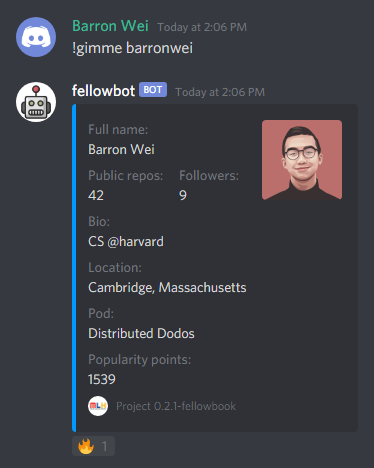 Barron Wei Today at 2:06 PM
!gimme barronwei
fellowbot BOT Today at 2:06 PM
Full name:
Barron Wei
Public repos: Followers:
42 9
Bio:
CS @harvard
Location:
Cambridge, Massachusetts
Pod:
Distributed Dodos
Popularity points:
1539
MLH Project 0.2.1-fellowbook
🔥 1